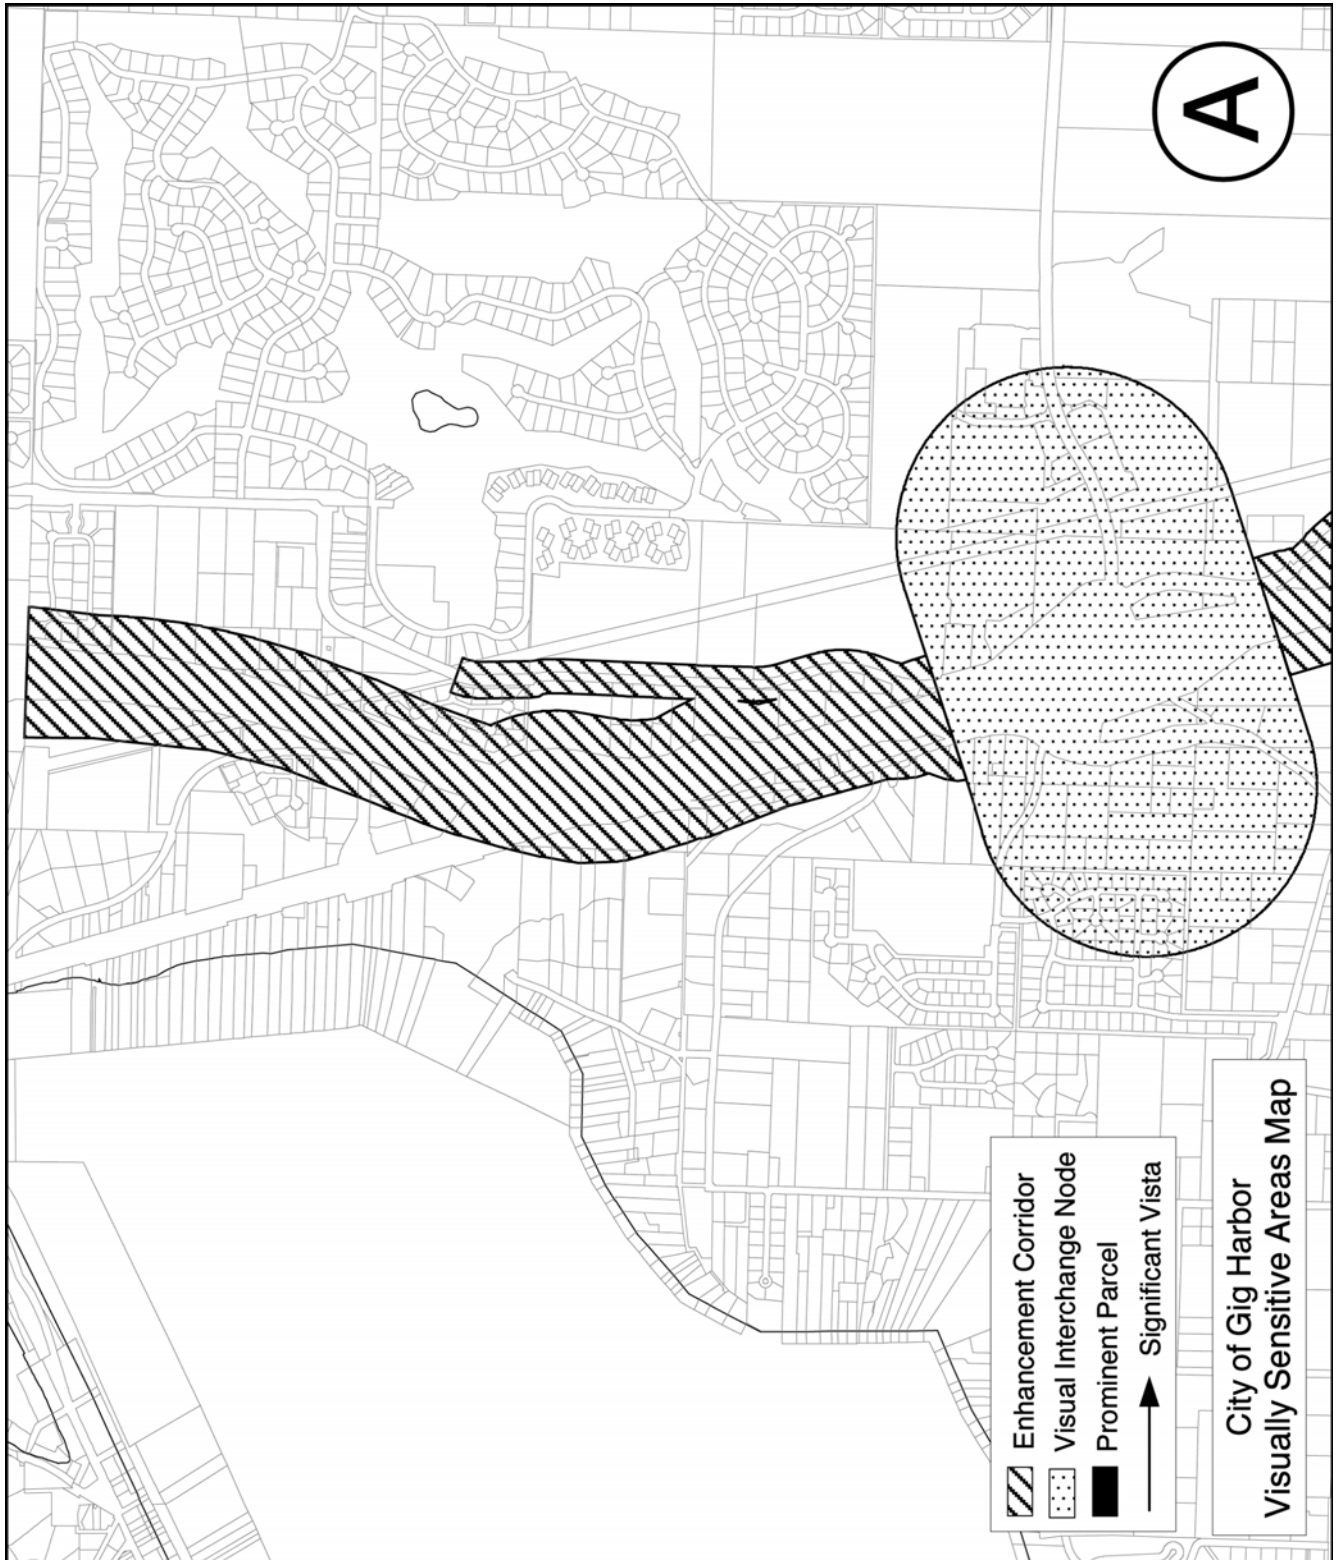 A
Enhancement Corridor
Visual Interchange Node
Prominent Parcel
Significant Vista
City of Gig Harbor
Visually Sensitive Areas Map